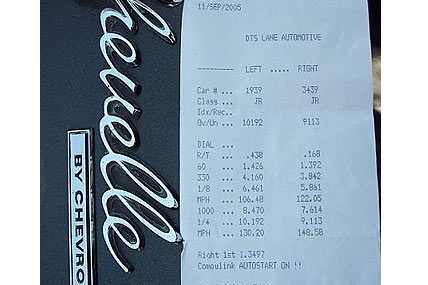 Chevelle
BY CHEVRO
11/SEP/2005
DTS LANE AUTOMOTIVE
--------- LEFT ..... RIGHT
Car # ... 1939 3439
Class ... JR JR
Idx/Rec..
Ov/Un ... 10192 9113
DIAL ...
R/T ... .438 .168
60 ... 1.426 1.392
330 ... 4.160 3.842
1/8 ... 6.461 5.861
MPH ... 106.48 122.05
1000 ... 8.470 7.614
1/4 ... 10.192 9.113
MPH ... 130.20 148.58
Right 1st 1.3497
Compulink AUTOSTART ON !!